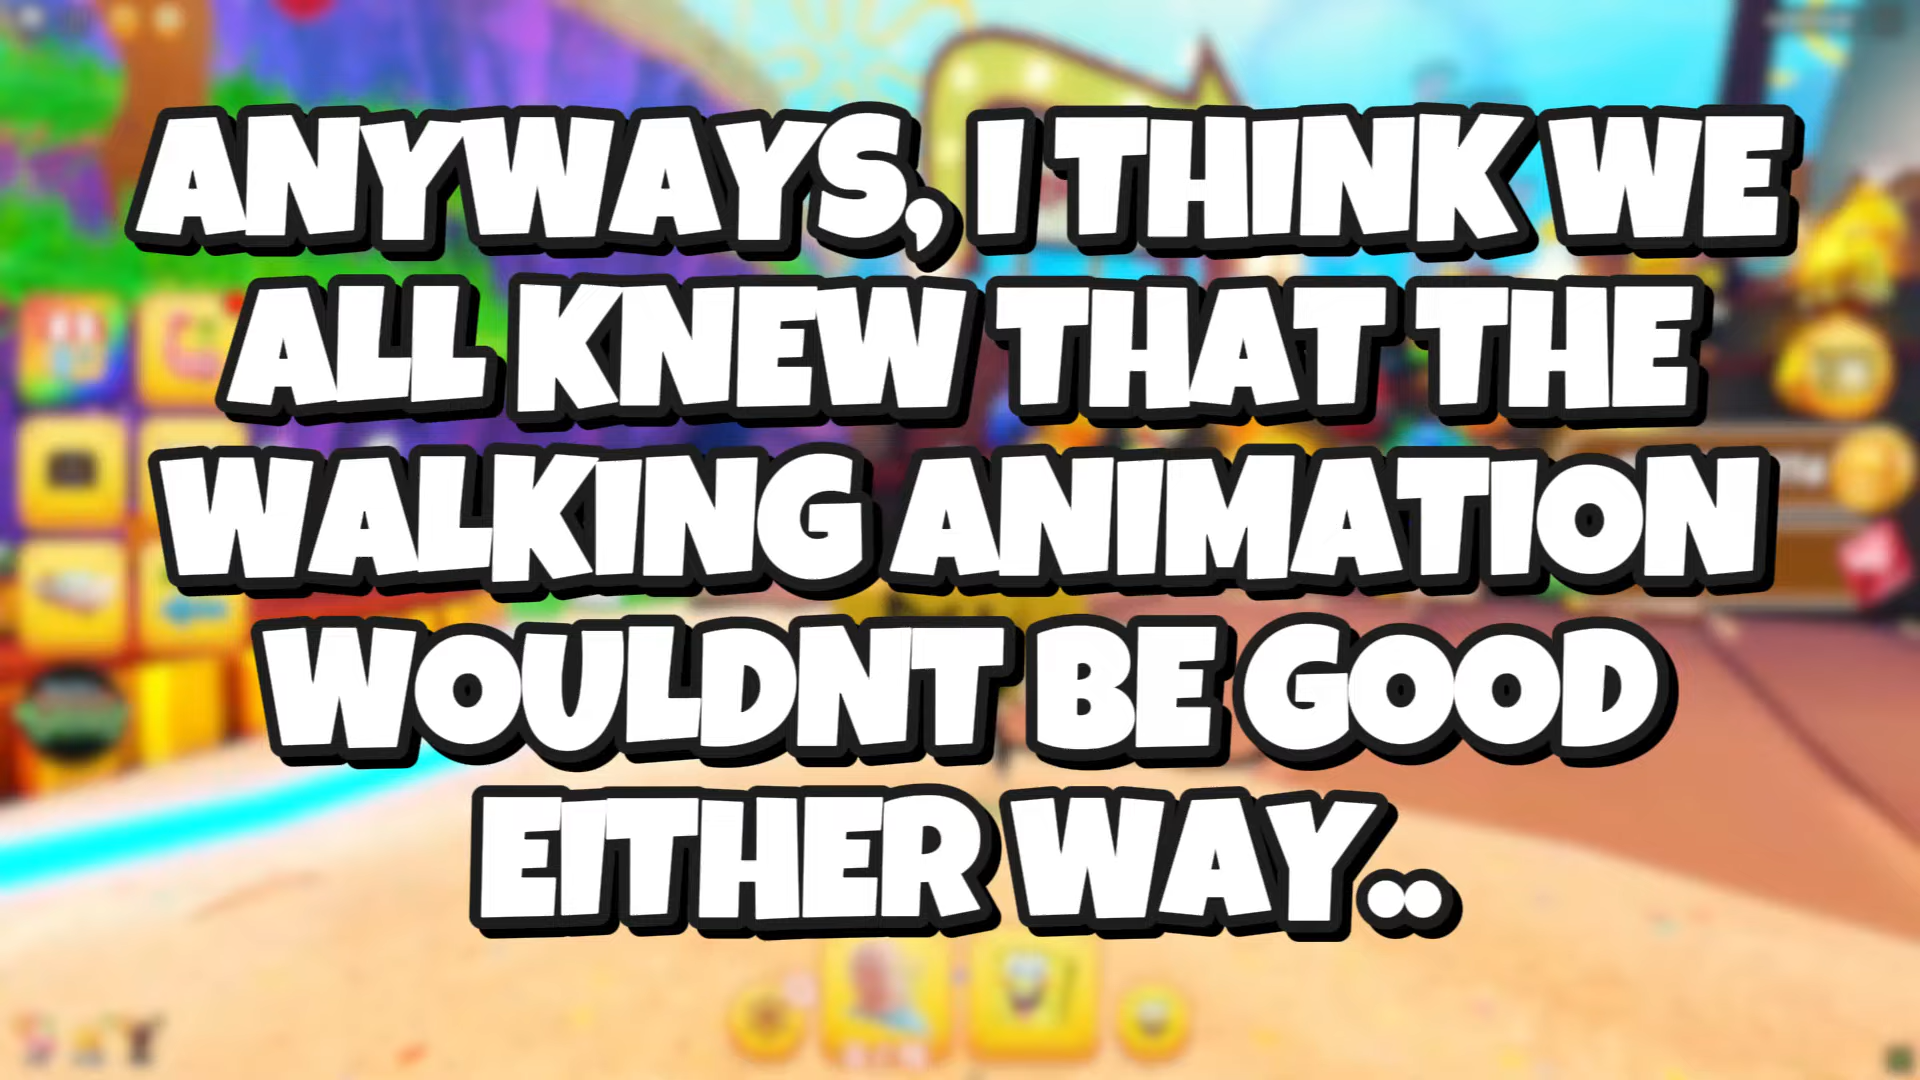 ANYWAYS, I THINK WE
ALL KNEW THAT THE
WALKING ANIMATION
WOULDNT BE GOOD
EITHER WAY..